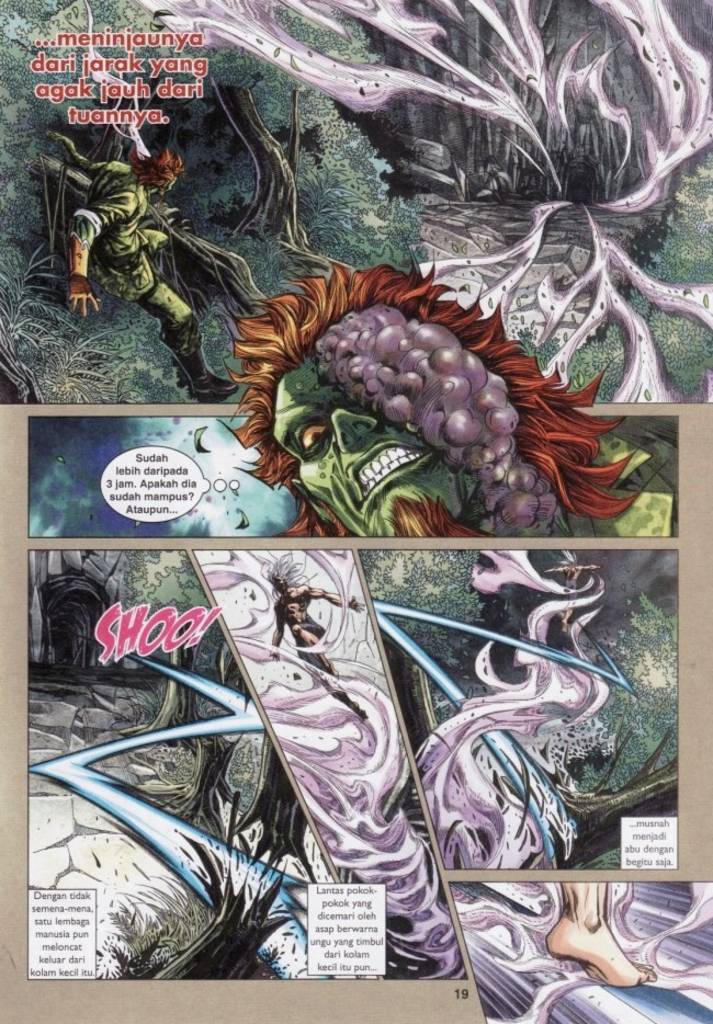 ...meninjaunya
dari jarak yang
agak jauh dari
tuannya.
Sudah
lebih daripada
3 jam. Apakah dia
sudah mampus?
Ataupun...
SHOO!
Dengan tidak
semena-mena,
satu lembaga
manusia pun
meloncat
keluar dari
kolam kecil itu.
Lantas pokok-
pokok yang
dicemari oleh
asap berwarna
ungu yang timbul
dari kolam
kecil itu pun...
...musnah
menjadi
abu dengan
begitu saja.
19